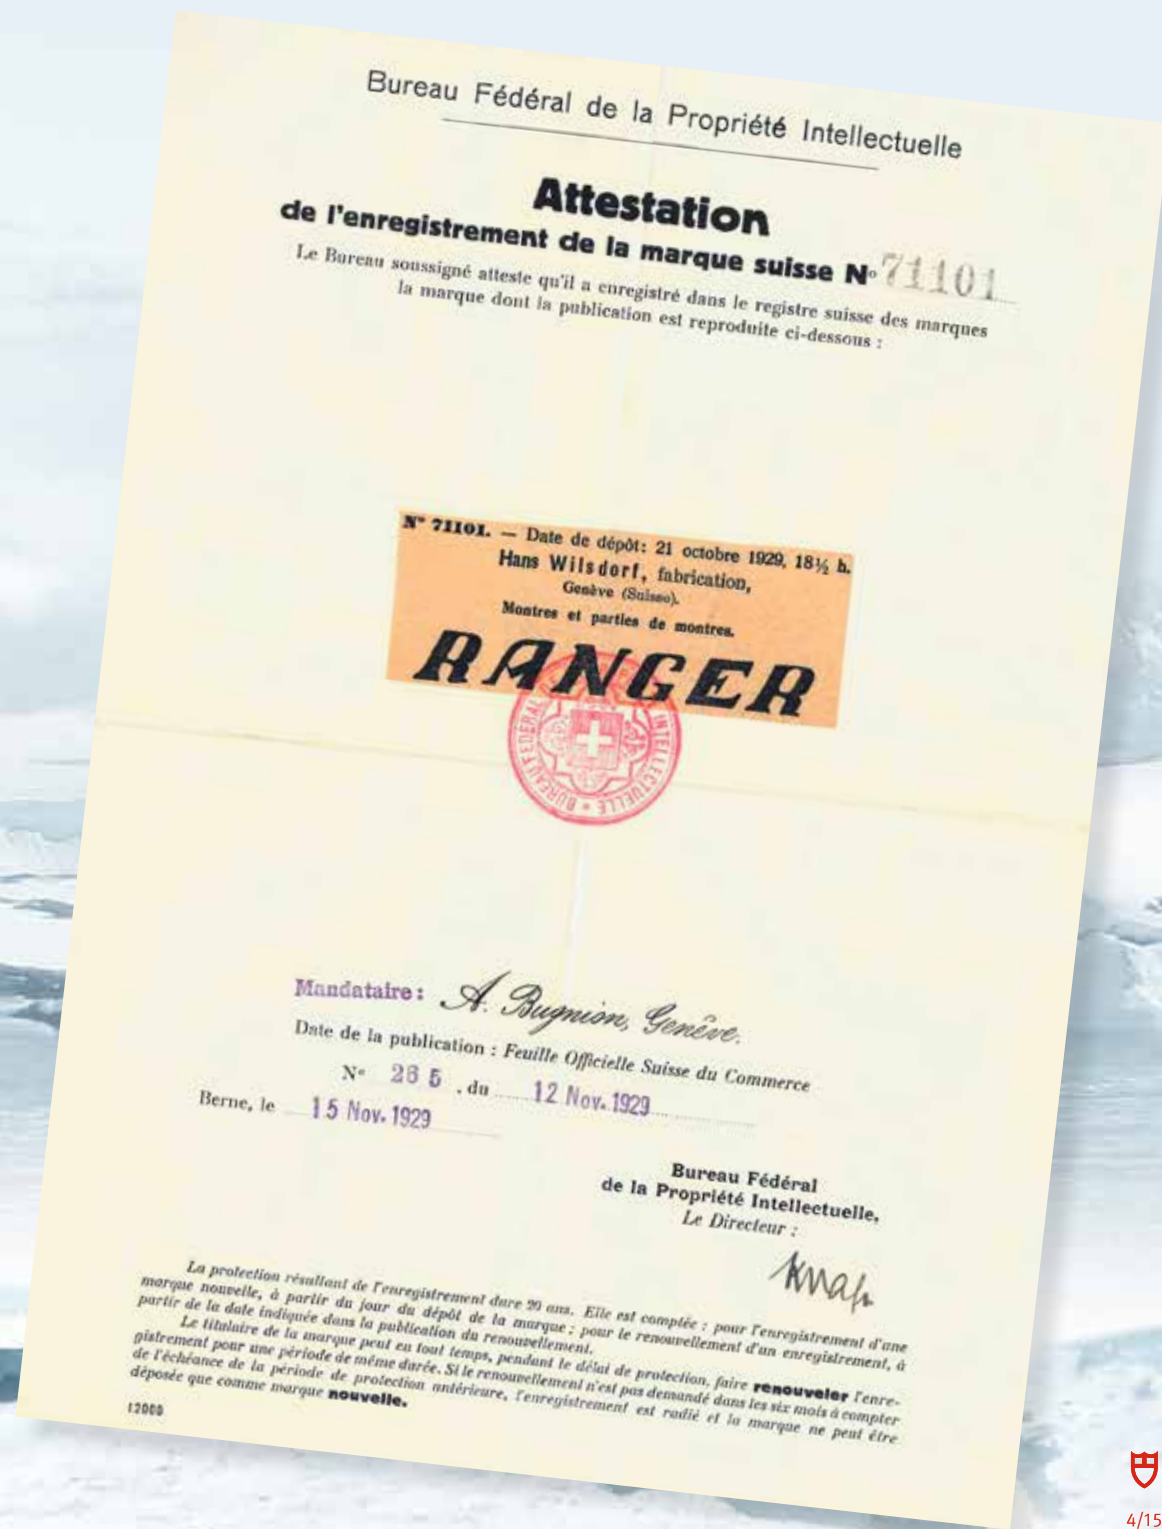 Bureau Fédéral de la Propriété Intellectuelle
Attestation
de l'enregistrement de la marque suisse No 71101
Le Bureau soussigné atteste qu'il a enregistré dans le registre suisse des marques
la marque dont la publication est reproduite ci-dessous :
N° 71101. — Date de dépôt: 21 octobre 1929, 18½ h.
Hans Wilsdorf, fabrication,
Genève (Suisse).
Montres et parties de montres.
RANGER
BUREAU FÉDÉRAL INTELLECTUELLE
Mandataire: A. Bugnion, Genève.
Date de la publication : Feuille Officielle Suisse du Commerce
No 265, du 12 Nov. 1929
Berne, le 15 Nov. 1929
Bureau Fédéral
de la Propriété Intellectuelle.
Le Directeur :
La protection résultant de l'enregistrement dure 20 ans. Elle est comptée : pour l'enregistrement d'une
marque nouvelle, à partir du jour du dépôt de la marque ; pour le renouvellement d'un enregistrement, à
partir de la date indiquée dans la publication du renouvellement.
Le titulaire de la marque peut en tout temps, pendant le délai de protection, faire renouveler l'enre-
gistrement pour une période de même durée. Si le renouvellement n'est pas demandé dans les six mois à compter
de l'échéance de la période de protection antérieure, l'enregistrement est radié et la marque ne peut être
déposée que comme marque nouvelle.
12000
4/15